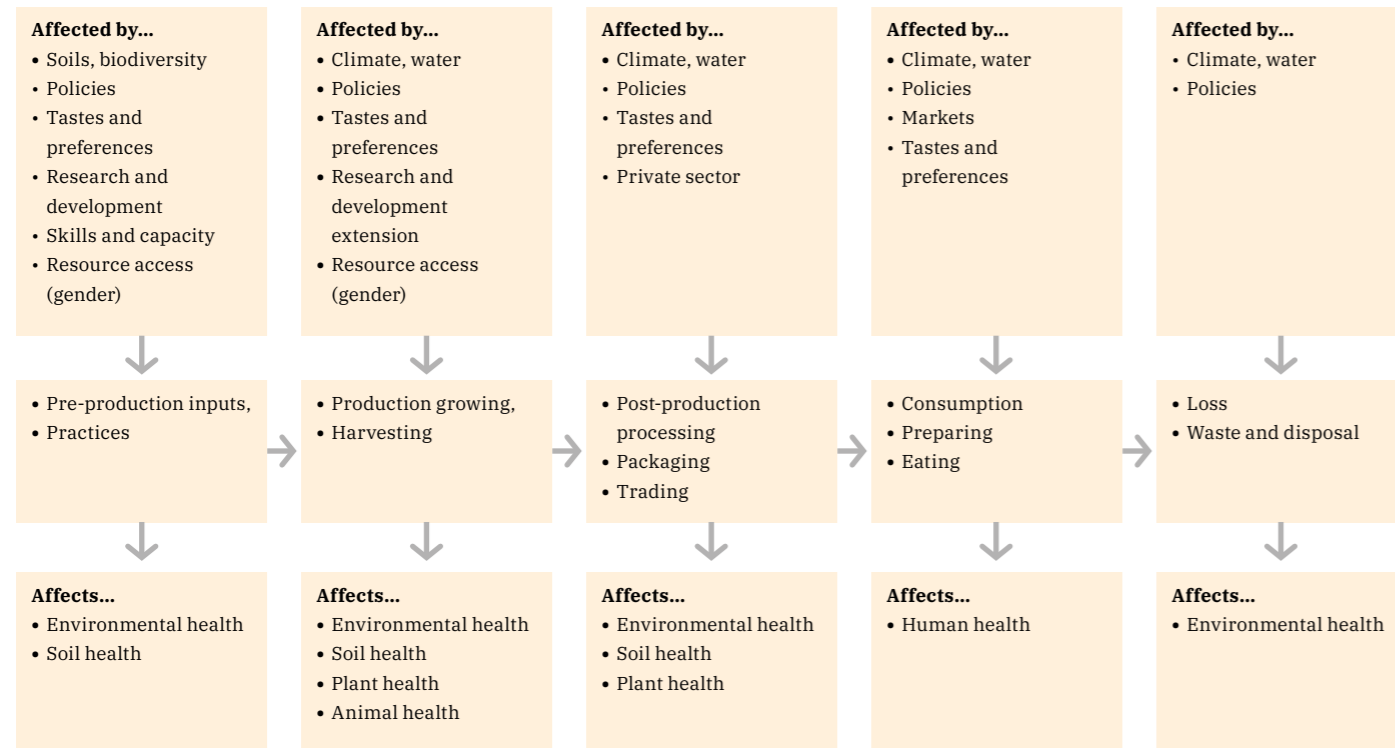 Affected by...
• Soils, biodiversity
• Policies
• Tastes and
preferences
• Research and
development
• Skills and capacity
• Resource access
(gender)
Affected by...
• Climate, water
• Policies
• Tastes and
preferences
• Research and
development
extension
• Resource access
(gender)
Affected by...
• Climate, water
• Policies
• Tastes and
preferences
• Private sector
Affected by...
• Climate, water
• Policies
• Markets
• Tastes and
preferences
Affected by...
• Climate, water
• Policies
• Pre-production inputs,
• Practices
• Production growing,
• Harvesting
• Post-production
processing
• Packaging
• Trading
• Consumption
• Preparing
• Eating
• Loss
• Waste and disposal
Affects...
• Environmental health
• Soil health
Affects...
• Environmental health
• Soil health
• Plant health
• Animal health
Affects...
• Environmental health
• Soil health
• Plant health
Affects...
• Human health
Affects...
• Environmental health